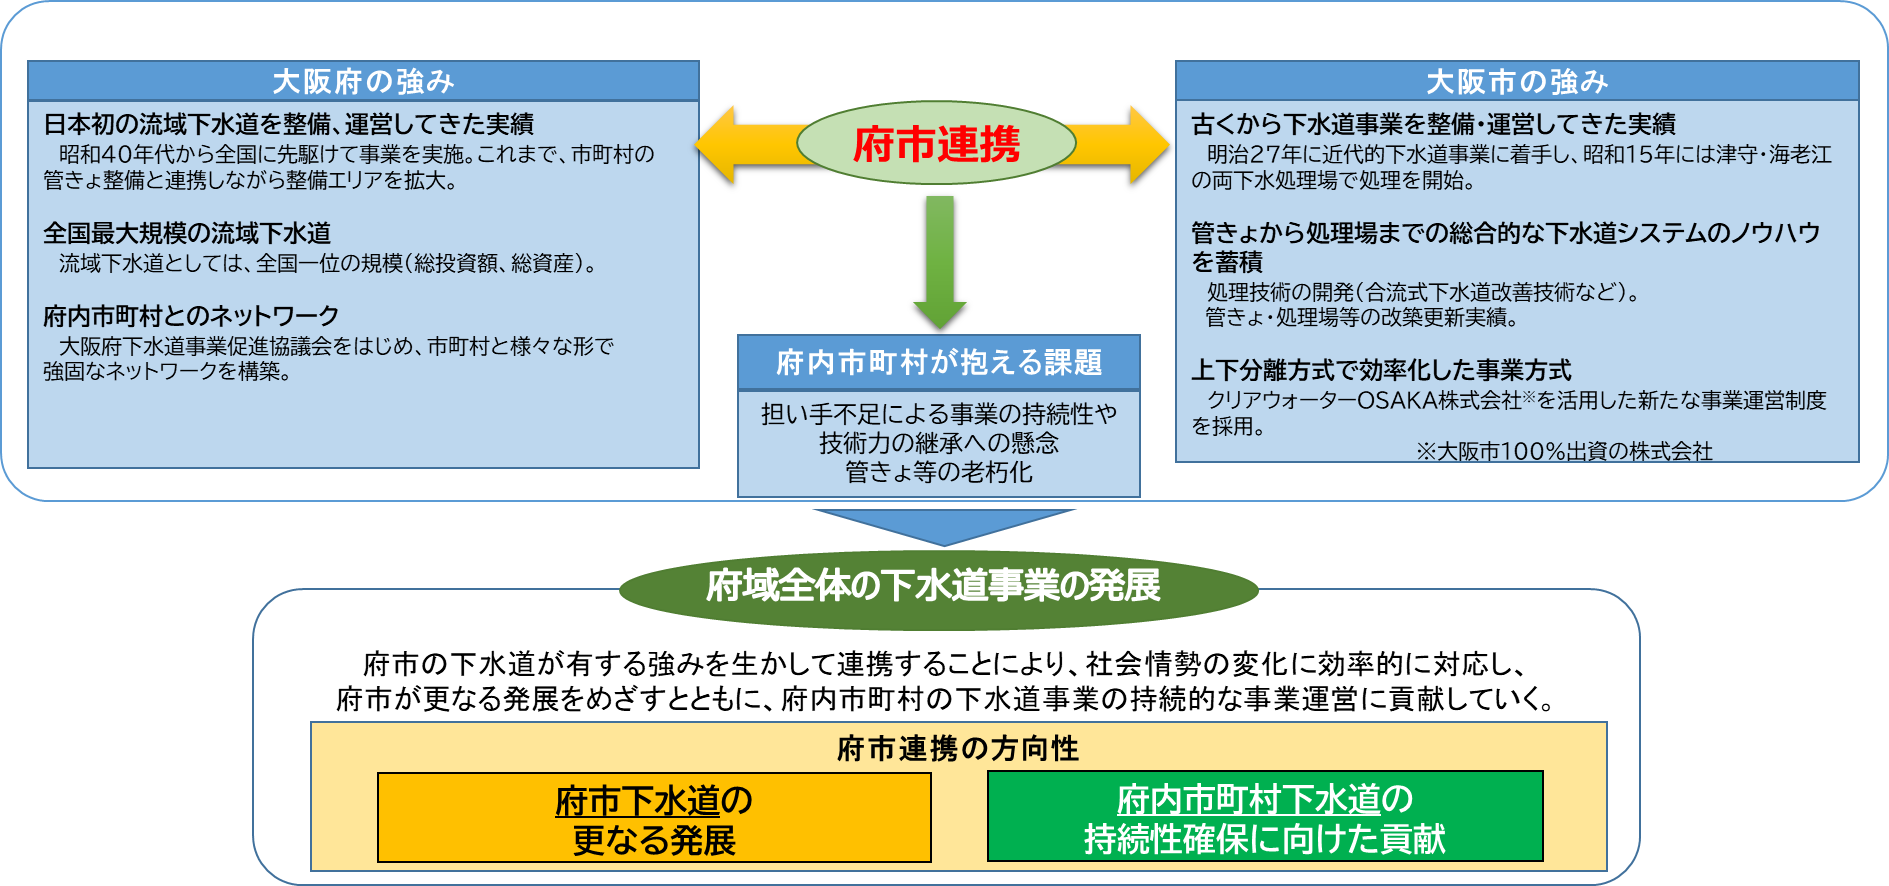 大阪府の強み
日本初の流域下水道を整備、運営してきた実績
昭和40年代から全国に先駆けて事業を実施。これまで、市町村の
管きょ整備と連携しながら整備エリアを拡大。
全国最大規模の流域下水道
流域下水道としては、全国一位の規模（総投資額、総資産）。
府内市町村とのネットワーク
大阪府下水道事業促進協議会をはじめ、市町村と様々な形で
強固なネットワークを構築。
府市連携
大阪市の強み
古くから下水道事業を整備・運営してきた実績
明治27年に近代的下水道事業に着手し、昭和15年には津守・海老江
の両下水処理場で処理を開始。
管きょから処理場までの総合的な下水道システムのノウハウ
を蓄積
処理技術の開発（合流式下水道改善技術など）。
管きょ・処理場等の改築更新実績。
上下分離方式で効率化した事業方式
クリアウォーターOSAKA株式会社※を活用した新たな事業運営制度
を採用。
※大阪市100％出資の株式会社
府内市町村が抱える課題
担い手不足による事業の持続性や
技術力の継承への懸念
管きょ等の老朽化
府域全体の下水道事業の発展
府市の下水道が有する強みを生かして連携することにより、社会情勢の変化に効率的に対応し、
府市が更なる発展をめざすとともに、府内市町村の下水道事業の持続的な事業運営に貢献していく。
府市連携の方向性
府市下水道の
更なる発展
府内市町村下水道の
持続性確保に向けた貢献